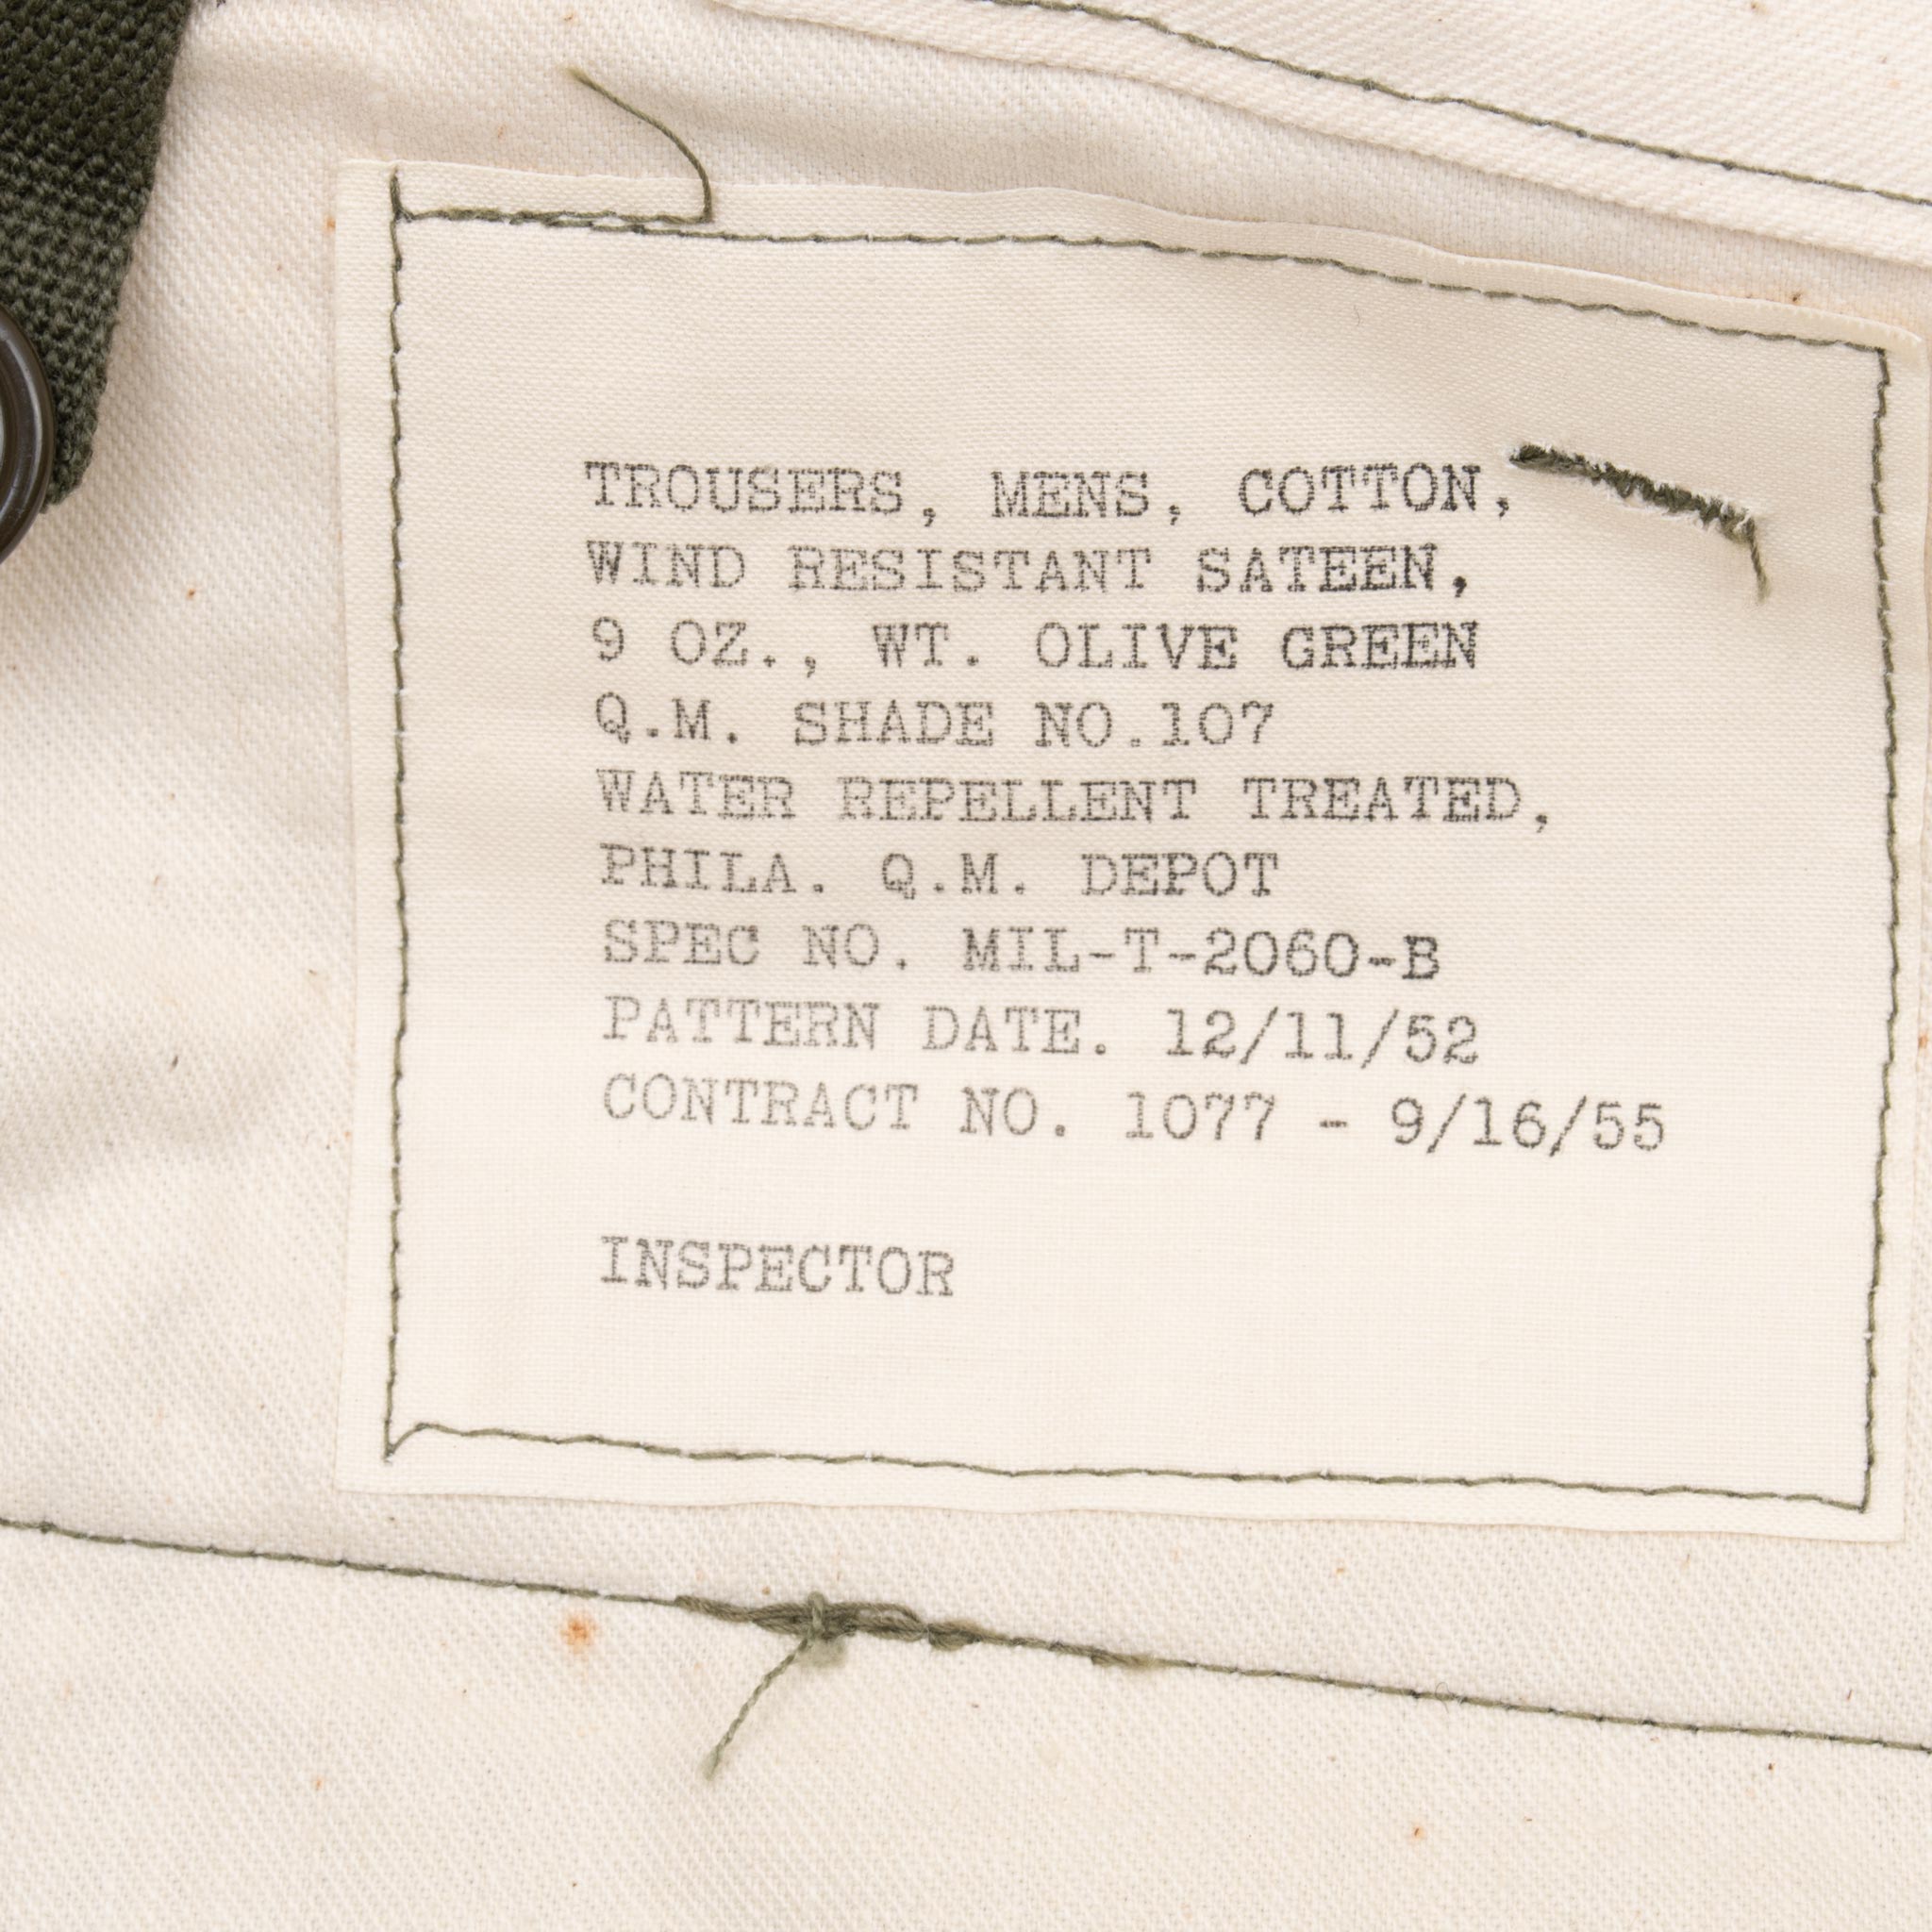 TROUSERS, MENS, COTTON,
WIND RESISTANT SATEEN,
9 OZ., WT. OLIVE GREEN
Q.M. SHADE NO.107
WATER REPELLENT TREATED,
PHILA. Q.M. DEPOT
SPEC NO. MIL-T-2060-B
PATTERN DATE. 12/11/52
CONTRACT NO. 1077 - 9/16/55
INSPECTOR